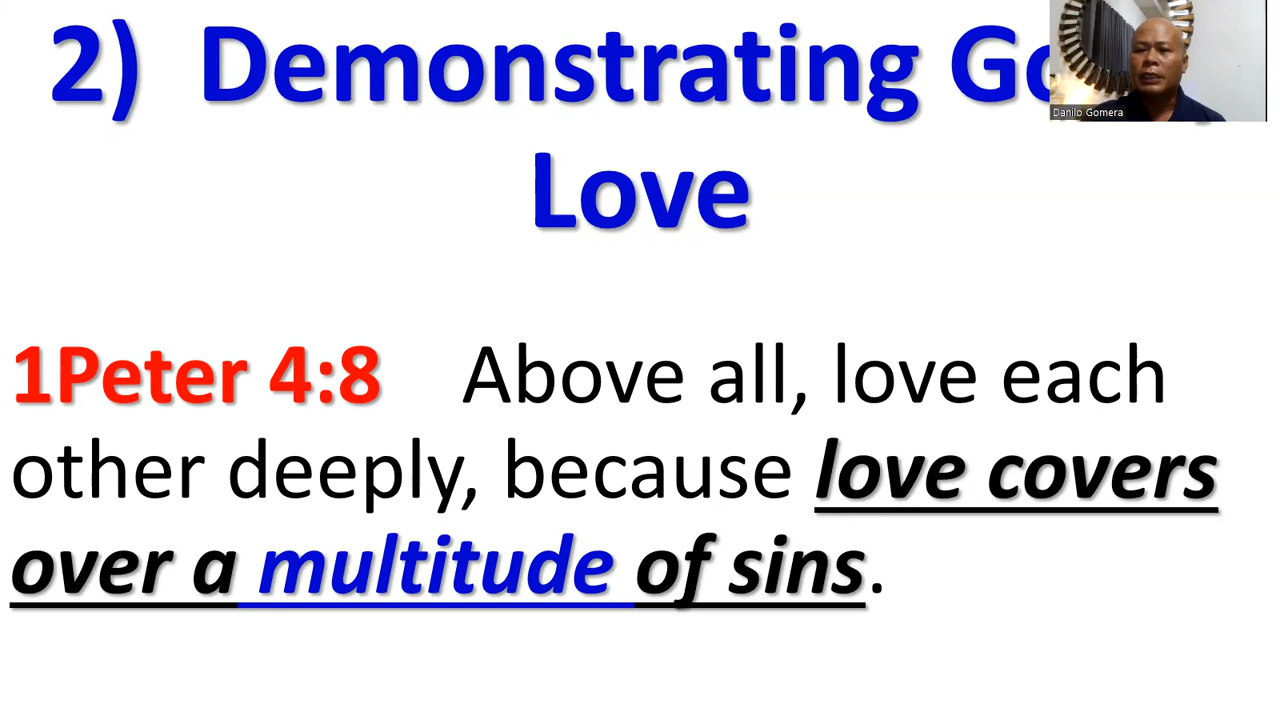 2) Demonstrating
Love
Danilo Gomera
1Peter 4:8 Above all, love each
other deeply, because love covers
over a multitude of sins.